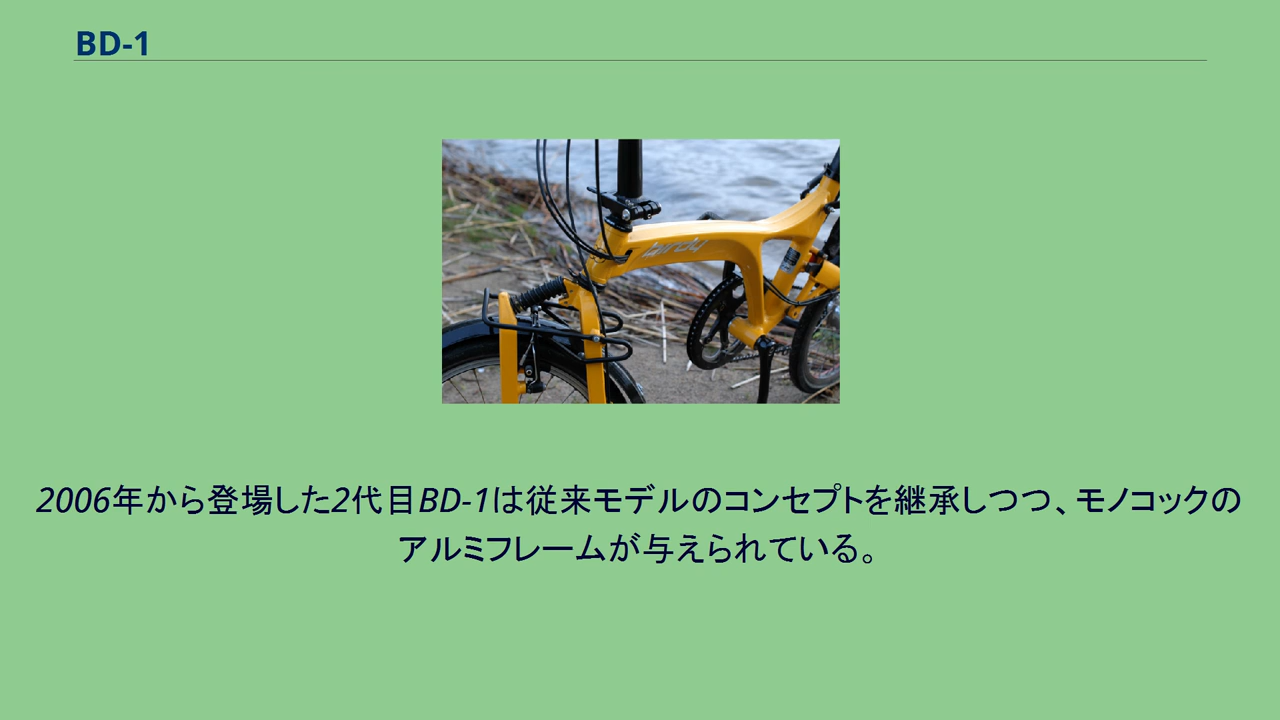 BD-1
birdy
2006年から登場した2代目BD-1は従来モデルのコンセプトを継承しつつ、モノコックの
アルミフレームが与えられている。